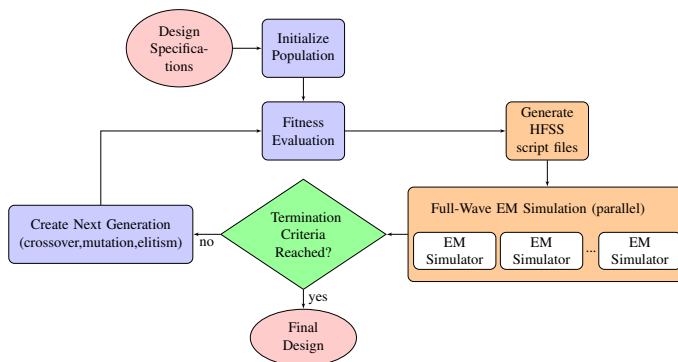 Design
Specifica-
tions
Initialize
Population
Fitness
Evaluation
Generate
HFSS
script files
Full-Wave EM Simulation (parallel)
EM
Simulator
EM
Simulator
...
EM
Simulator
Termination
Criteria
Reached?
no
Create Next Generation
(crossover,mutation,elitism)
yes
Final
Design